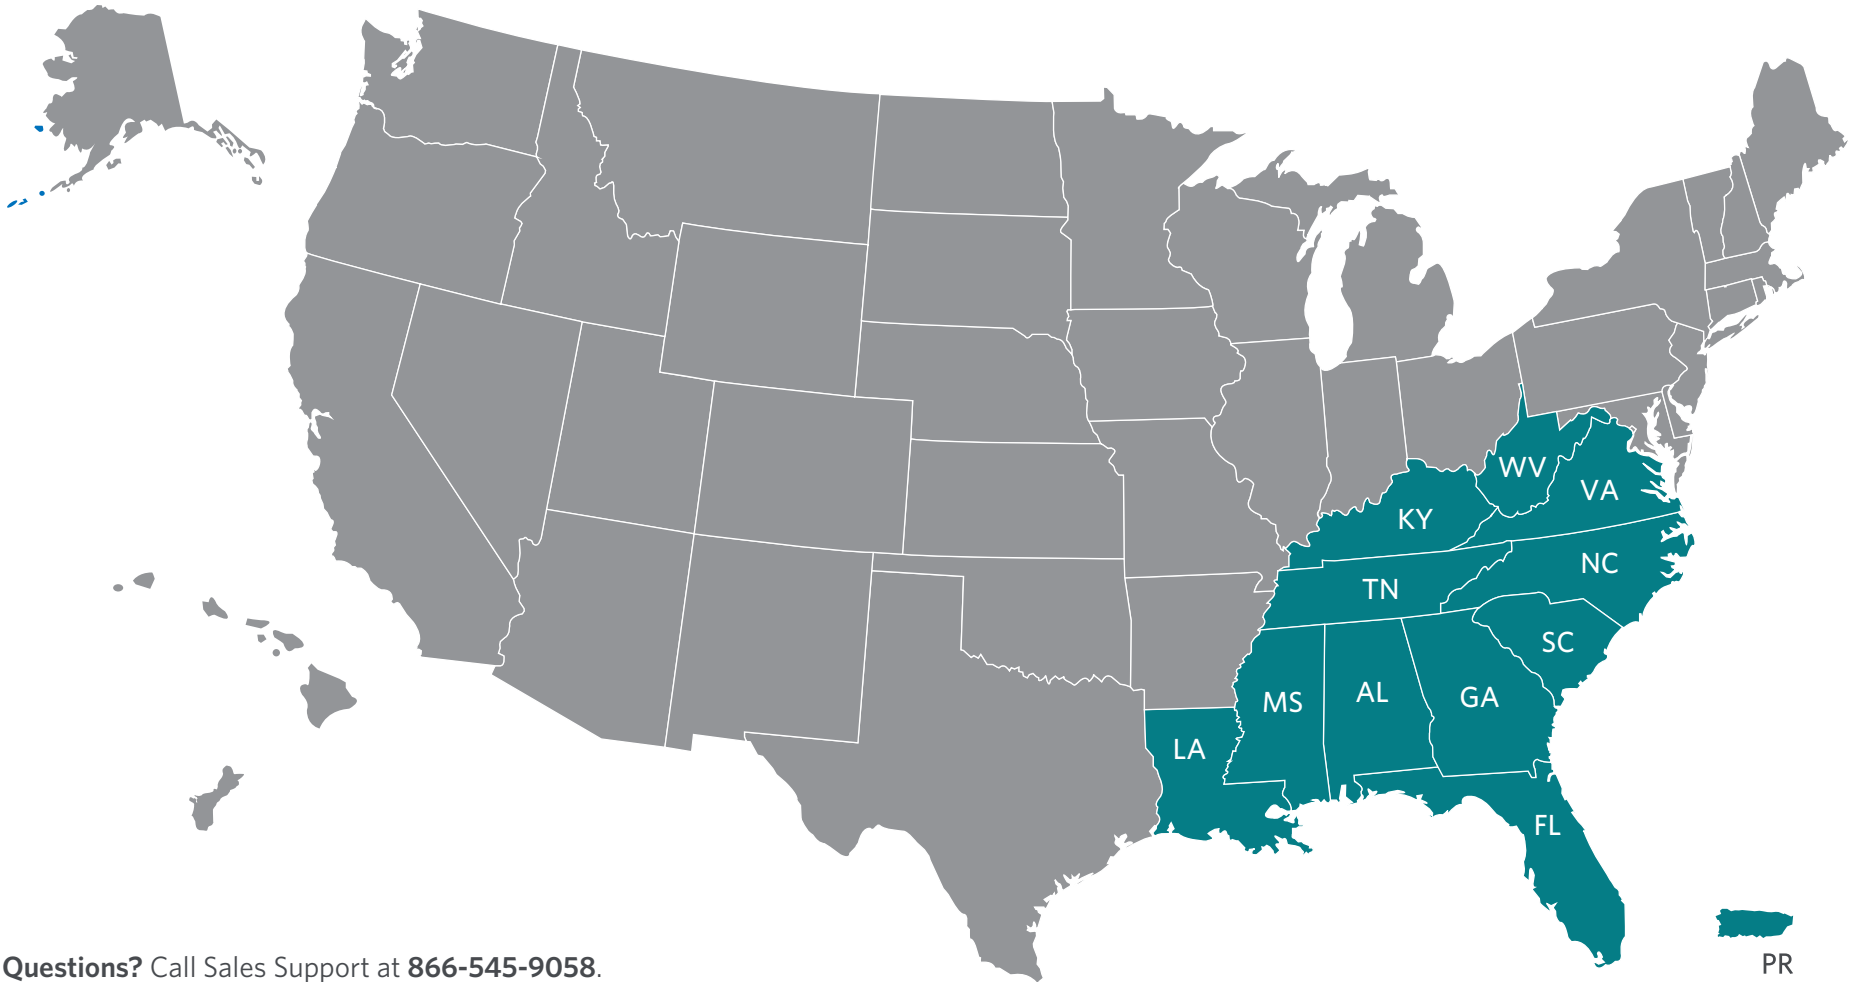 WV
VA
KY
NC
TN
SC
MS
AL
GA
LA
FL
PR
Questions? Call Sales Support at 866-545-9058.